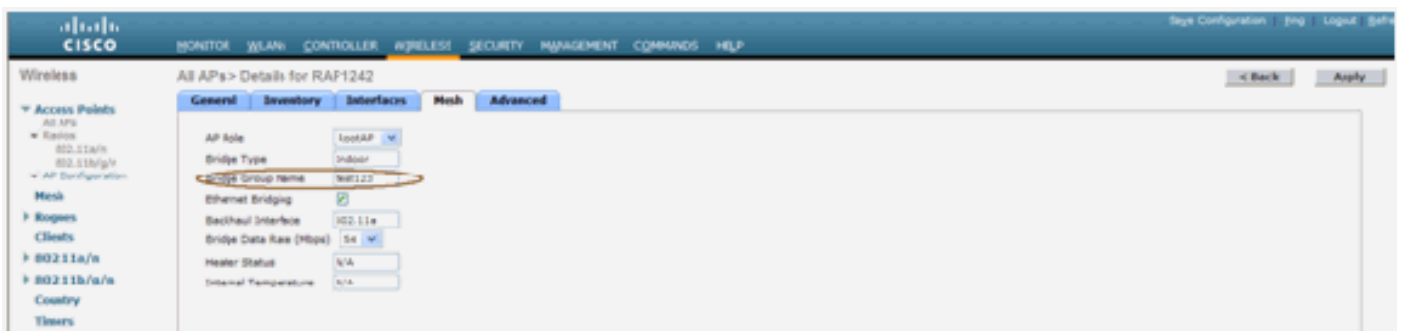 Save Configuration | Ping | Logout | Refre
CISCO
MONITOR WLANs CONTROLLER WIRELESS SECURITY MANAGEMENT COMMANDS HELP
Wireless
All APs > Details for RAP1242
< Back
Apply
General Inventory Interfaces Mesh Advanced
Access Points
All APs
Radios
802.11a/n
802.11b/g/n
AP Configuration
Mesh
Rogues
Clients
802.11a/n
802.11b/g/n
Country
Timers
AP Role RootAP
Bridge Type Indoor
Bridge Group Name test123
Ethernet Bridging
Backhaul Interface 802.11a
Bridge Data Rate (Mbps) 54
Heater Status N/A
Internal Temperature N/A